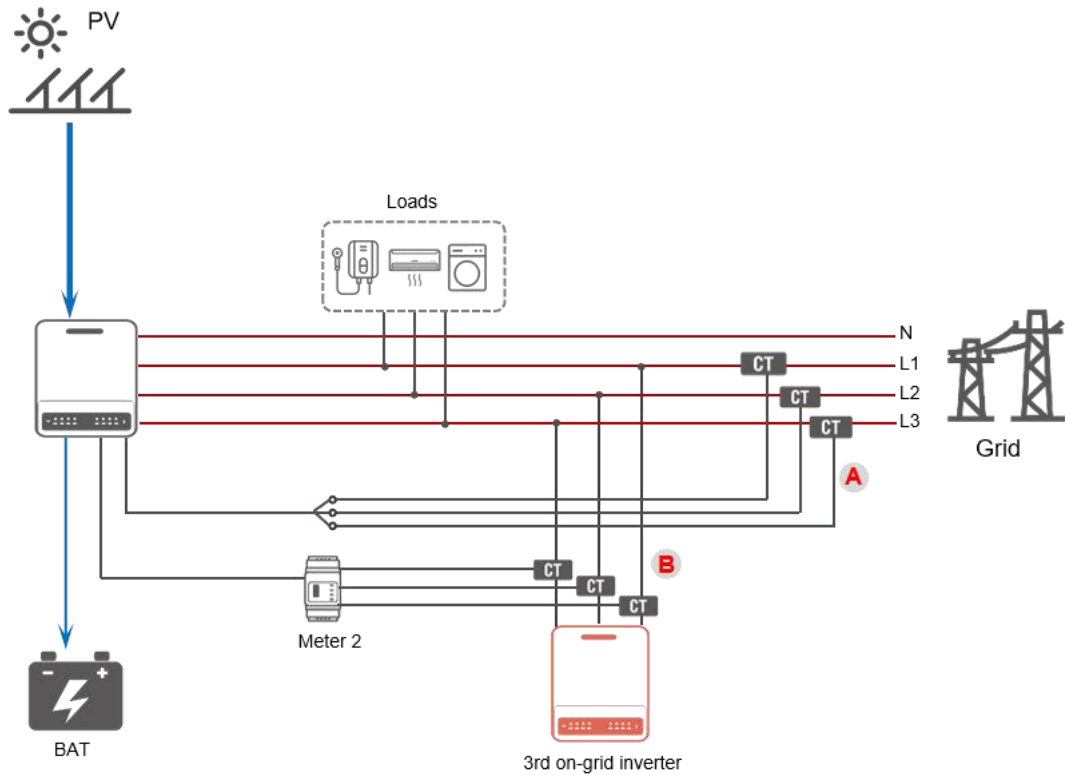 PV
Loads
N
CT
L1
CT
L2
CT
L3
Grid
A
B
CT
CT
CT
Meter 2
BAT
3rd on-grid inverter